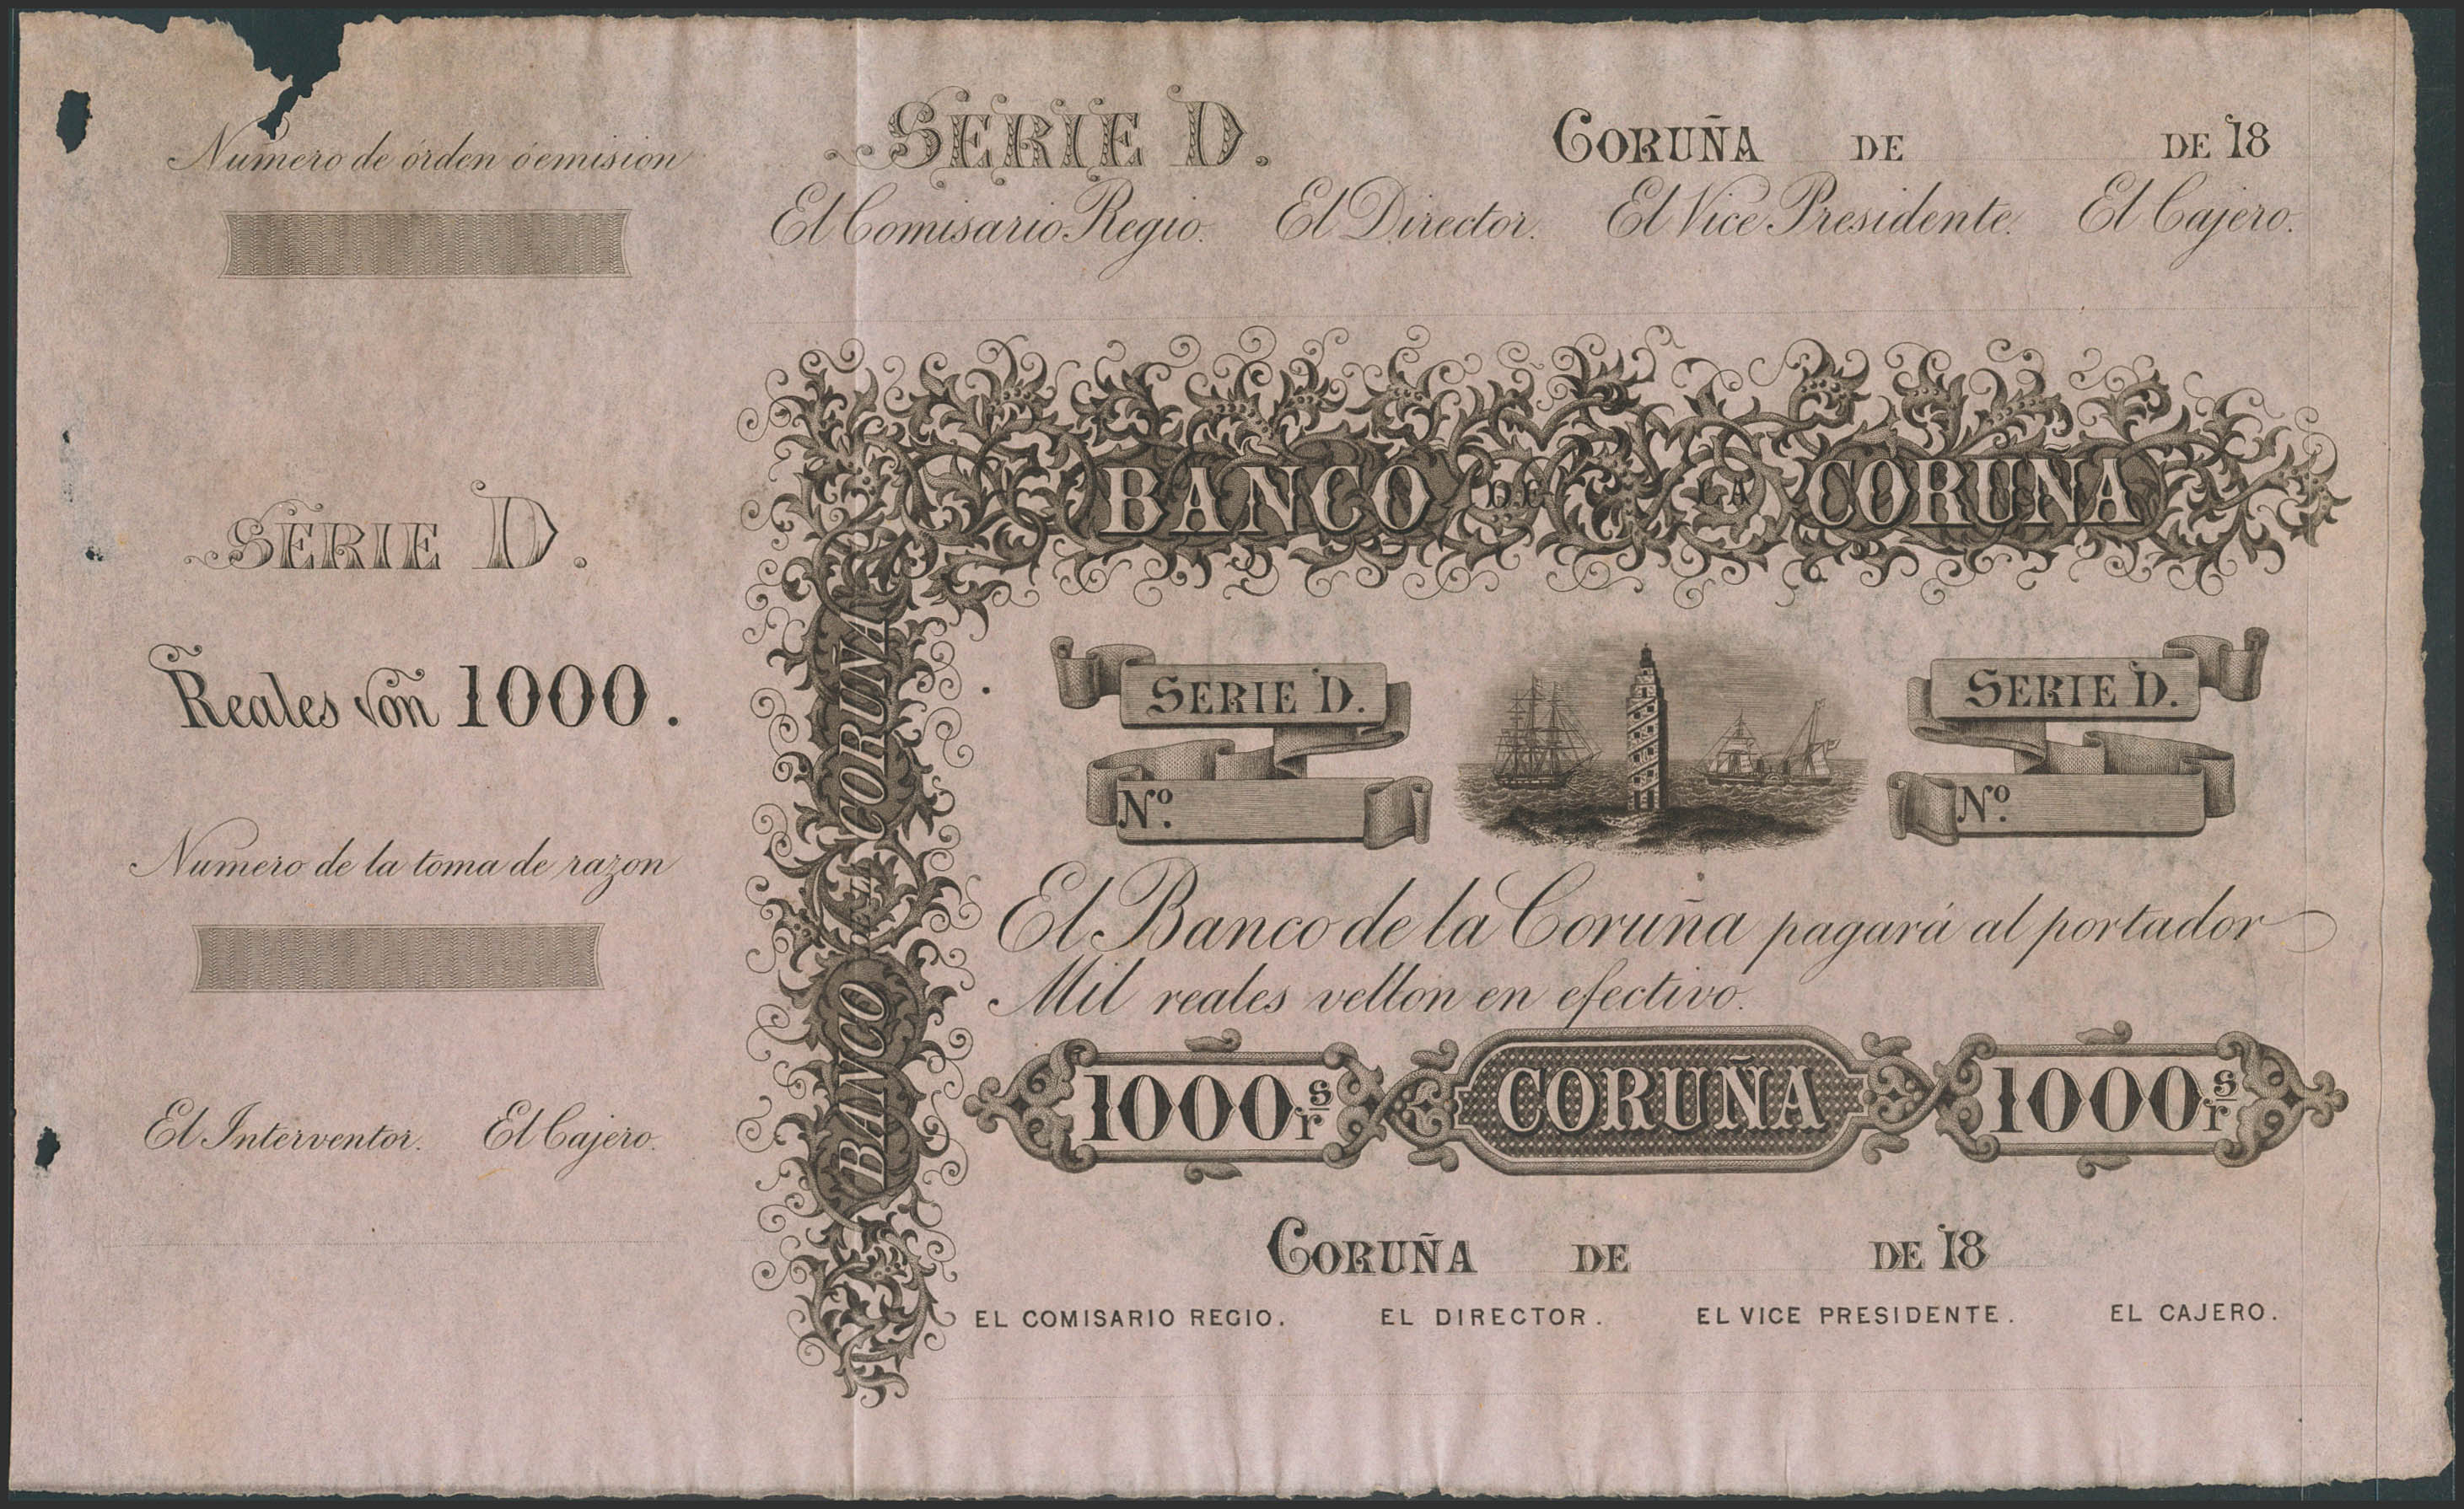 Numero de órden ó emision
SERIE D.
Reales von 1000.
Numero de la toma de razon
El Interventor. El Cajero.
SERIE D. CORUÑA DE DE 18
El Comisario Regio. El Director. El Vice Presidente. El Cajero.
BANCO DE LA CORUÑA
BANCO DE LA CORUÑA
SERIE D. SERIE D.
Nº. Nº.
El Banco de la Coruña pagará al portador
Mil reales vellon en efectivo.
1000 rs CORUÑA 1000 rs
CORUÑA DE DE 18
EL COMISARIO REGIO. EL DIRECTOR. EL VICE PRESIDENTE. EL CAJERO.